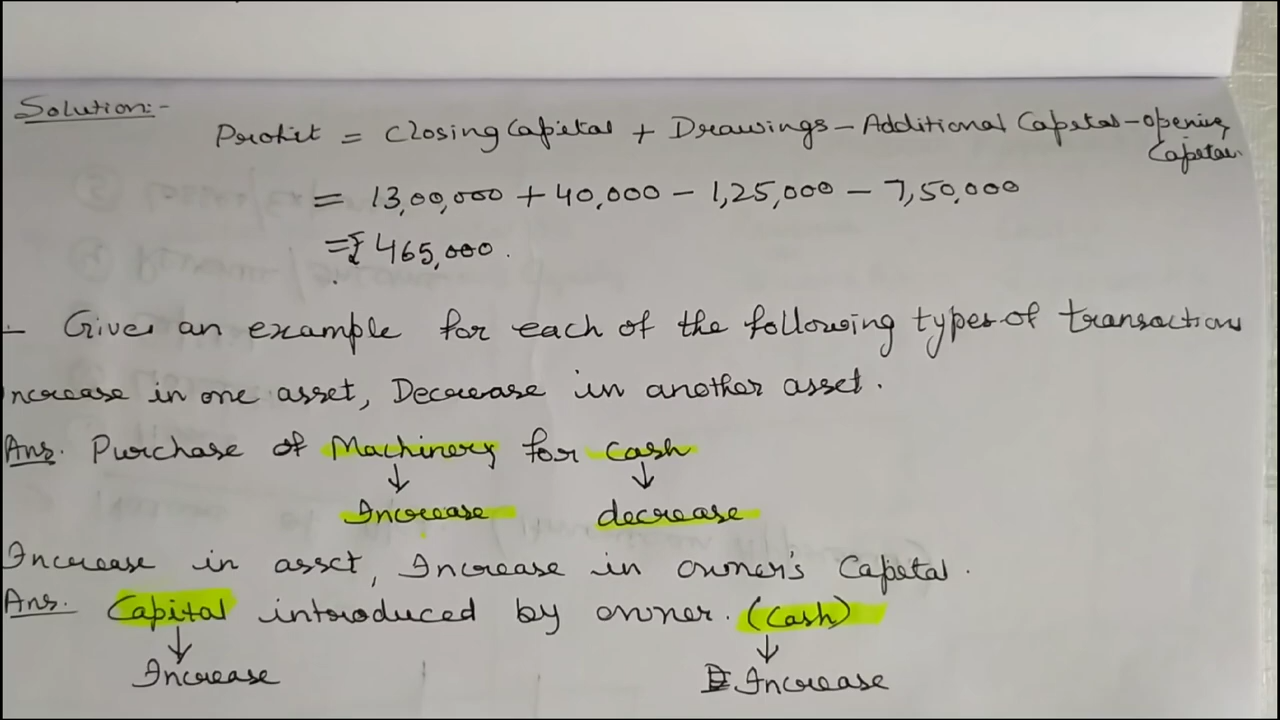 Solution:-
Profit = Closing Capital + Drawings - Additional Capital - Opening
Capital.
= 13,00,000 + 40,000 - 1,25,000 - 7,50,000
= ₹ 465,000.
- Give an example for each of the following types of transactions
ncrease in one asset, Decrease in another asset.
Ans. Purchase of Machinery for Cash
↓ ↓
Increase decrease
Increase in asset, Increase in owner's Capital.
Ans. Capital introduced by owner. (Cash)
↓ ↓
Increase Increase